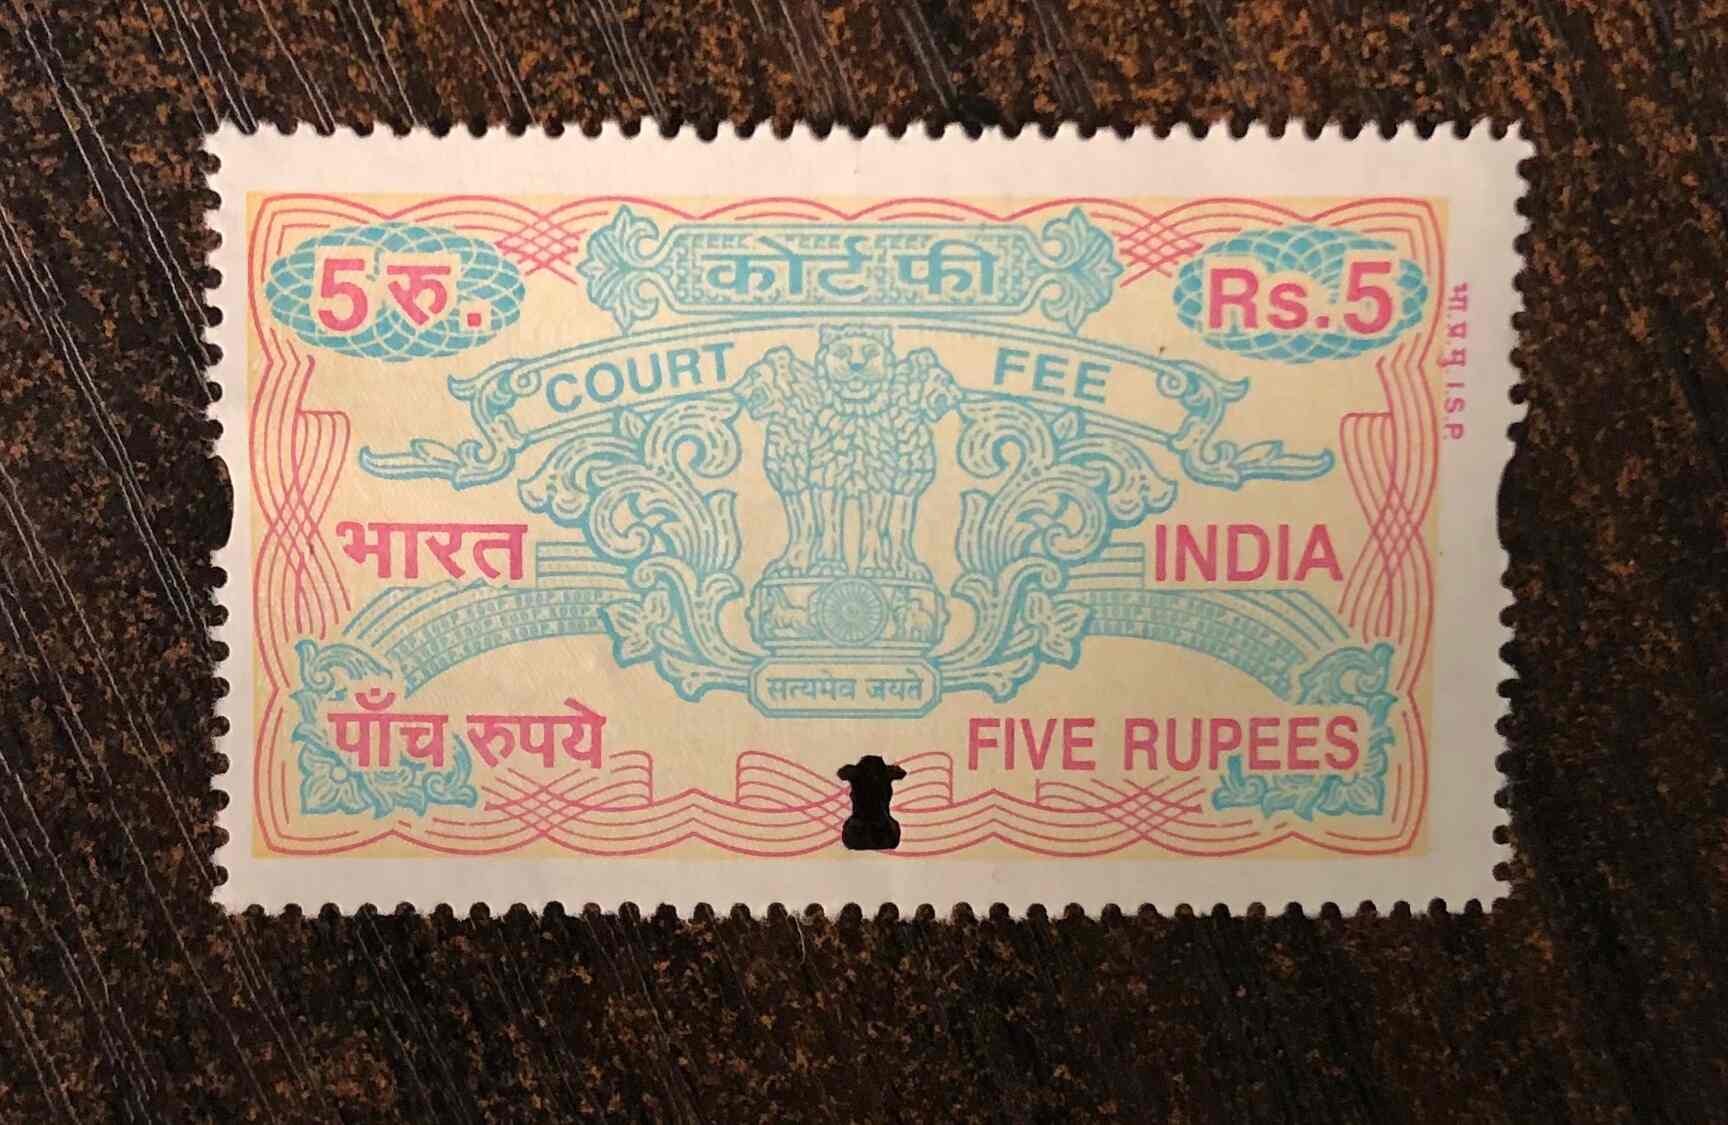 5 रु.
कोर्ट फी
Rs.5
COURT FEE
भारत
INDIA
सत्यमेव जयते
पाँच रुपये
FIVE RUPEES
भा.प्र.मु. I.S.P.